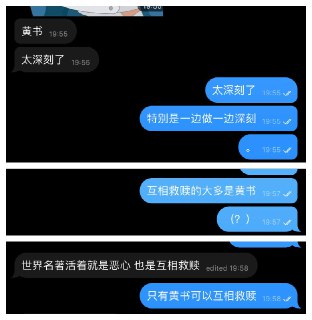 19:55
黄书 19:55
太深刻了 19:55
太深刻了 19:55
特别是一边做一边深刻 19:55
。 19:55
互相救赎的大多是黄书 19:57
（？） 19:57
世界名著活着就是恶心 也是互相救赎 edited 19:58
只有黄书可以互相救赎 19:58